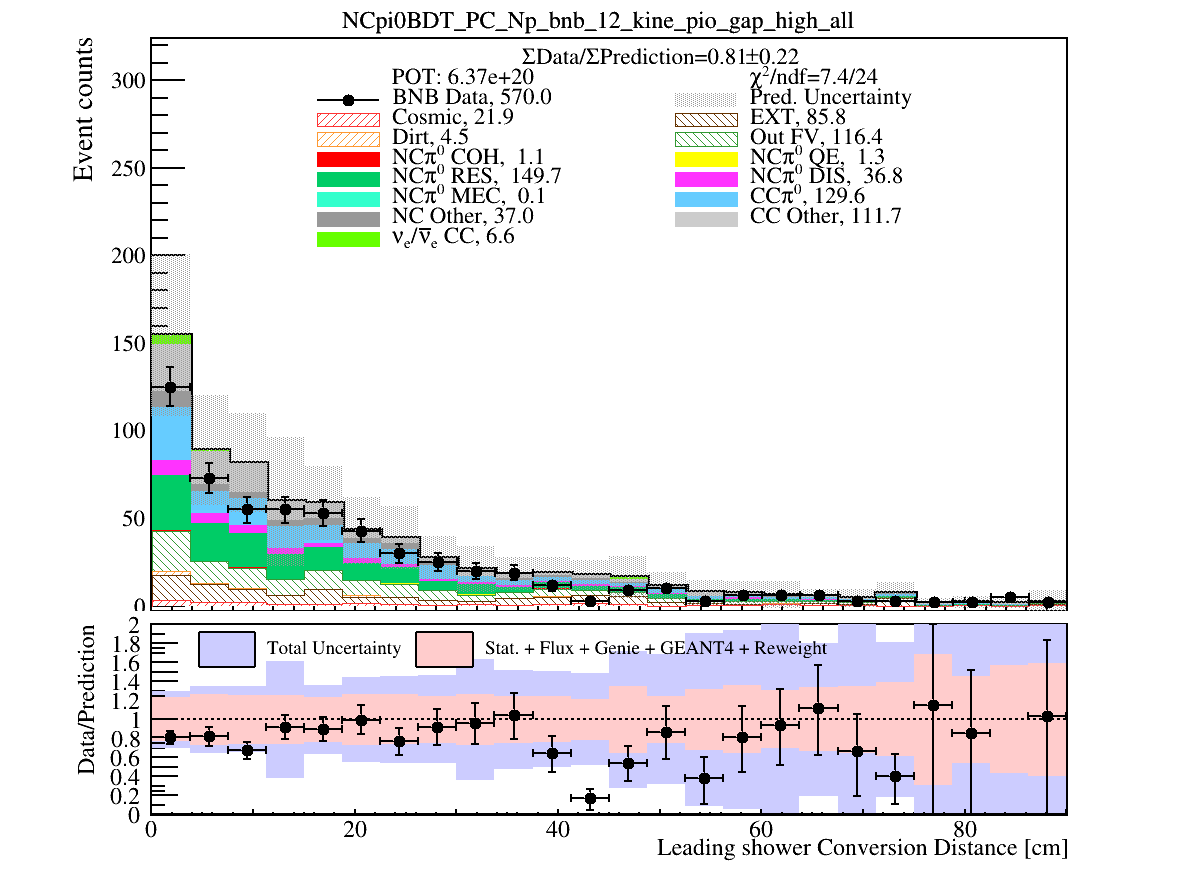 NCpi0BDT_PC_Np_bnb_12_kine_pio_gap_high_all
Event counts
ΣData/ΣPrediction=0.81±0.22
POT: 6.37e+20
χ²/ndf=7.4/24
BNB Data, 570.0
Pred. Uncertainty
Cosmic, 21.9
EXT, 85.8
Dirt, 4.5
Out FV, 116.4
NCπ⁰ COH, 1.1
NCπ⁰ QE, 1.3
NCπ⁰ RES, 149.7
NCπ⁰ DIS, 36.8
NCπ⁰ MEC, 0.1
CCπ⁰, 129.6
NC Other, 37.0
CC Other, 111.7
νₑ/ν̅ₑ CC, 6.6
300
250
200
150
100
50
0
Data/Prediction
Total Uncertainty
Stat. + Flux + Genie + GEANT4 + Reweight
2
1.8
1.6
1.4
1.2
1
0.8
0.6
0.4
0.2
0
0 20 40 60 80
Leading shower Conversion Distance [cm]